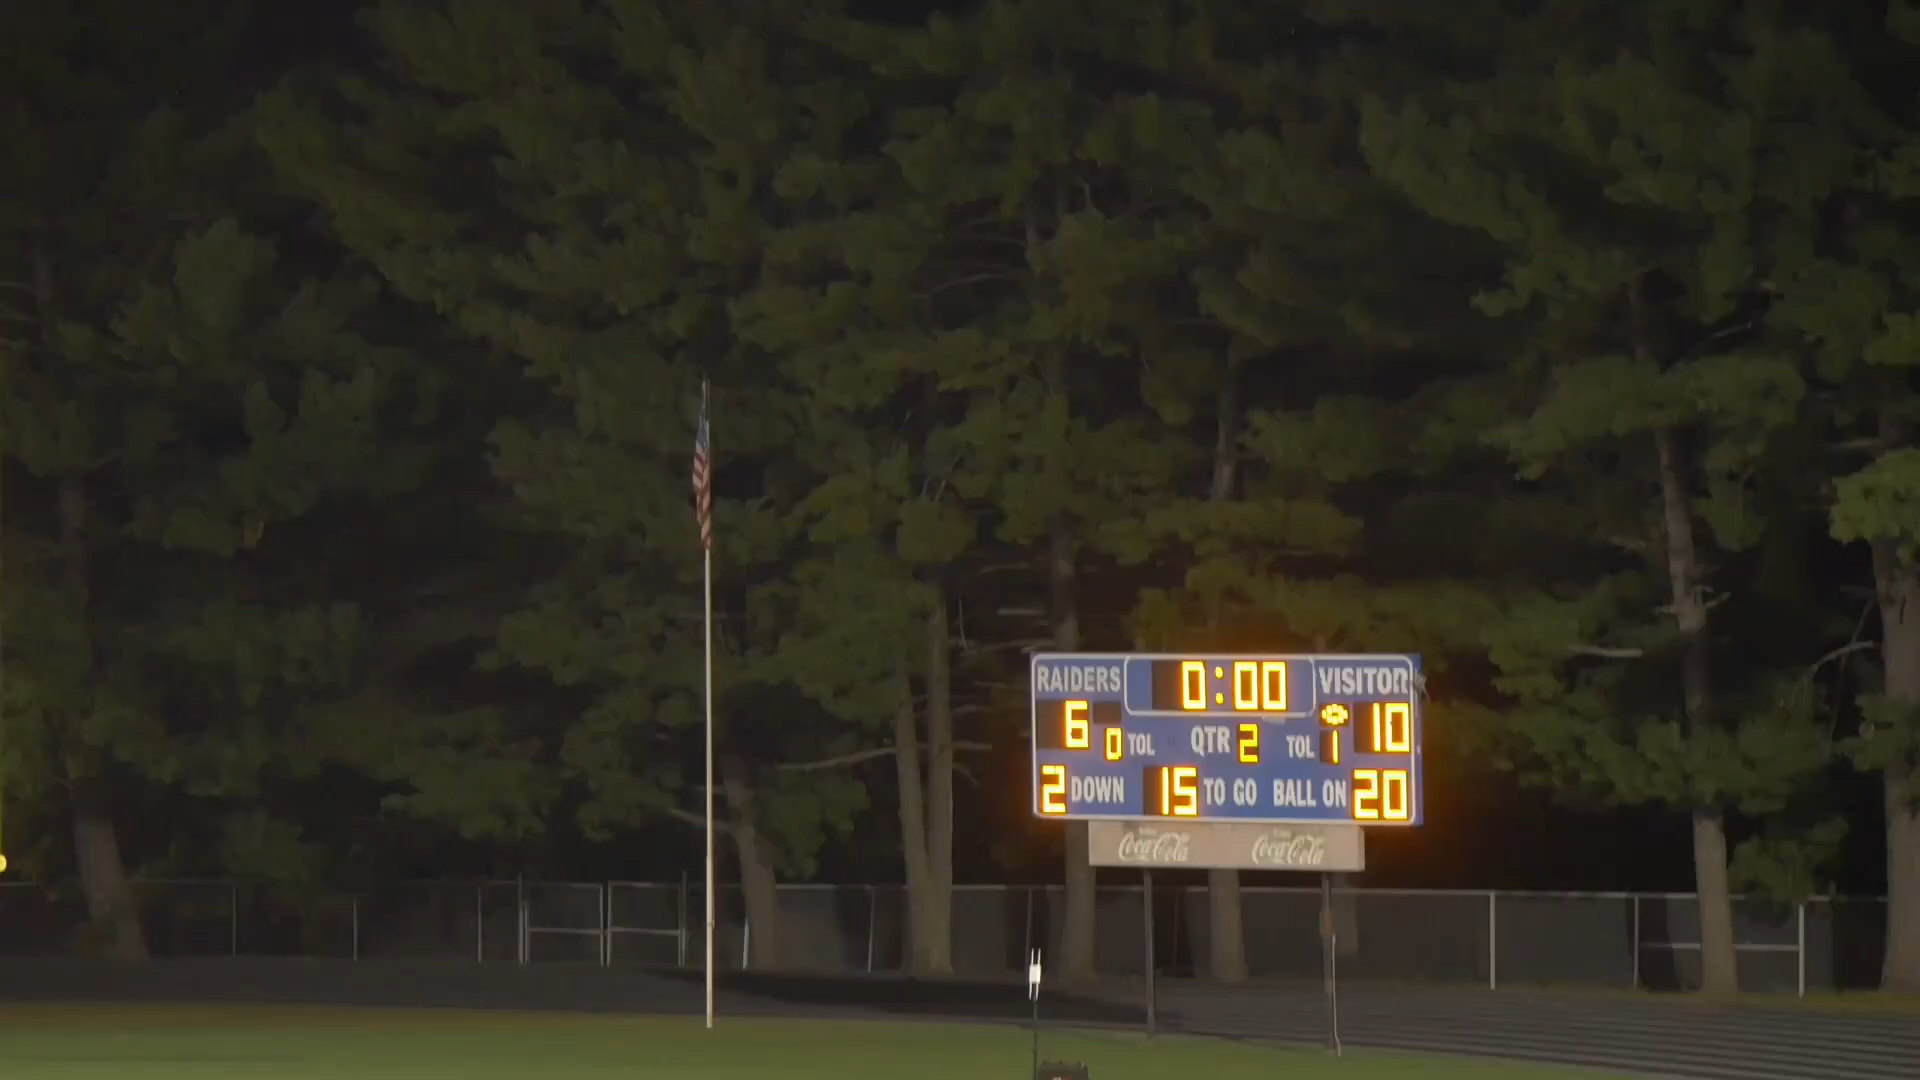 RAIDERS 0:00 VISITOR
6 10
0 TOL QTR 2 TOL 1
2 DOWN 15 TO GO BALL ON 20
Coca-Cola Coca-Cola